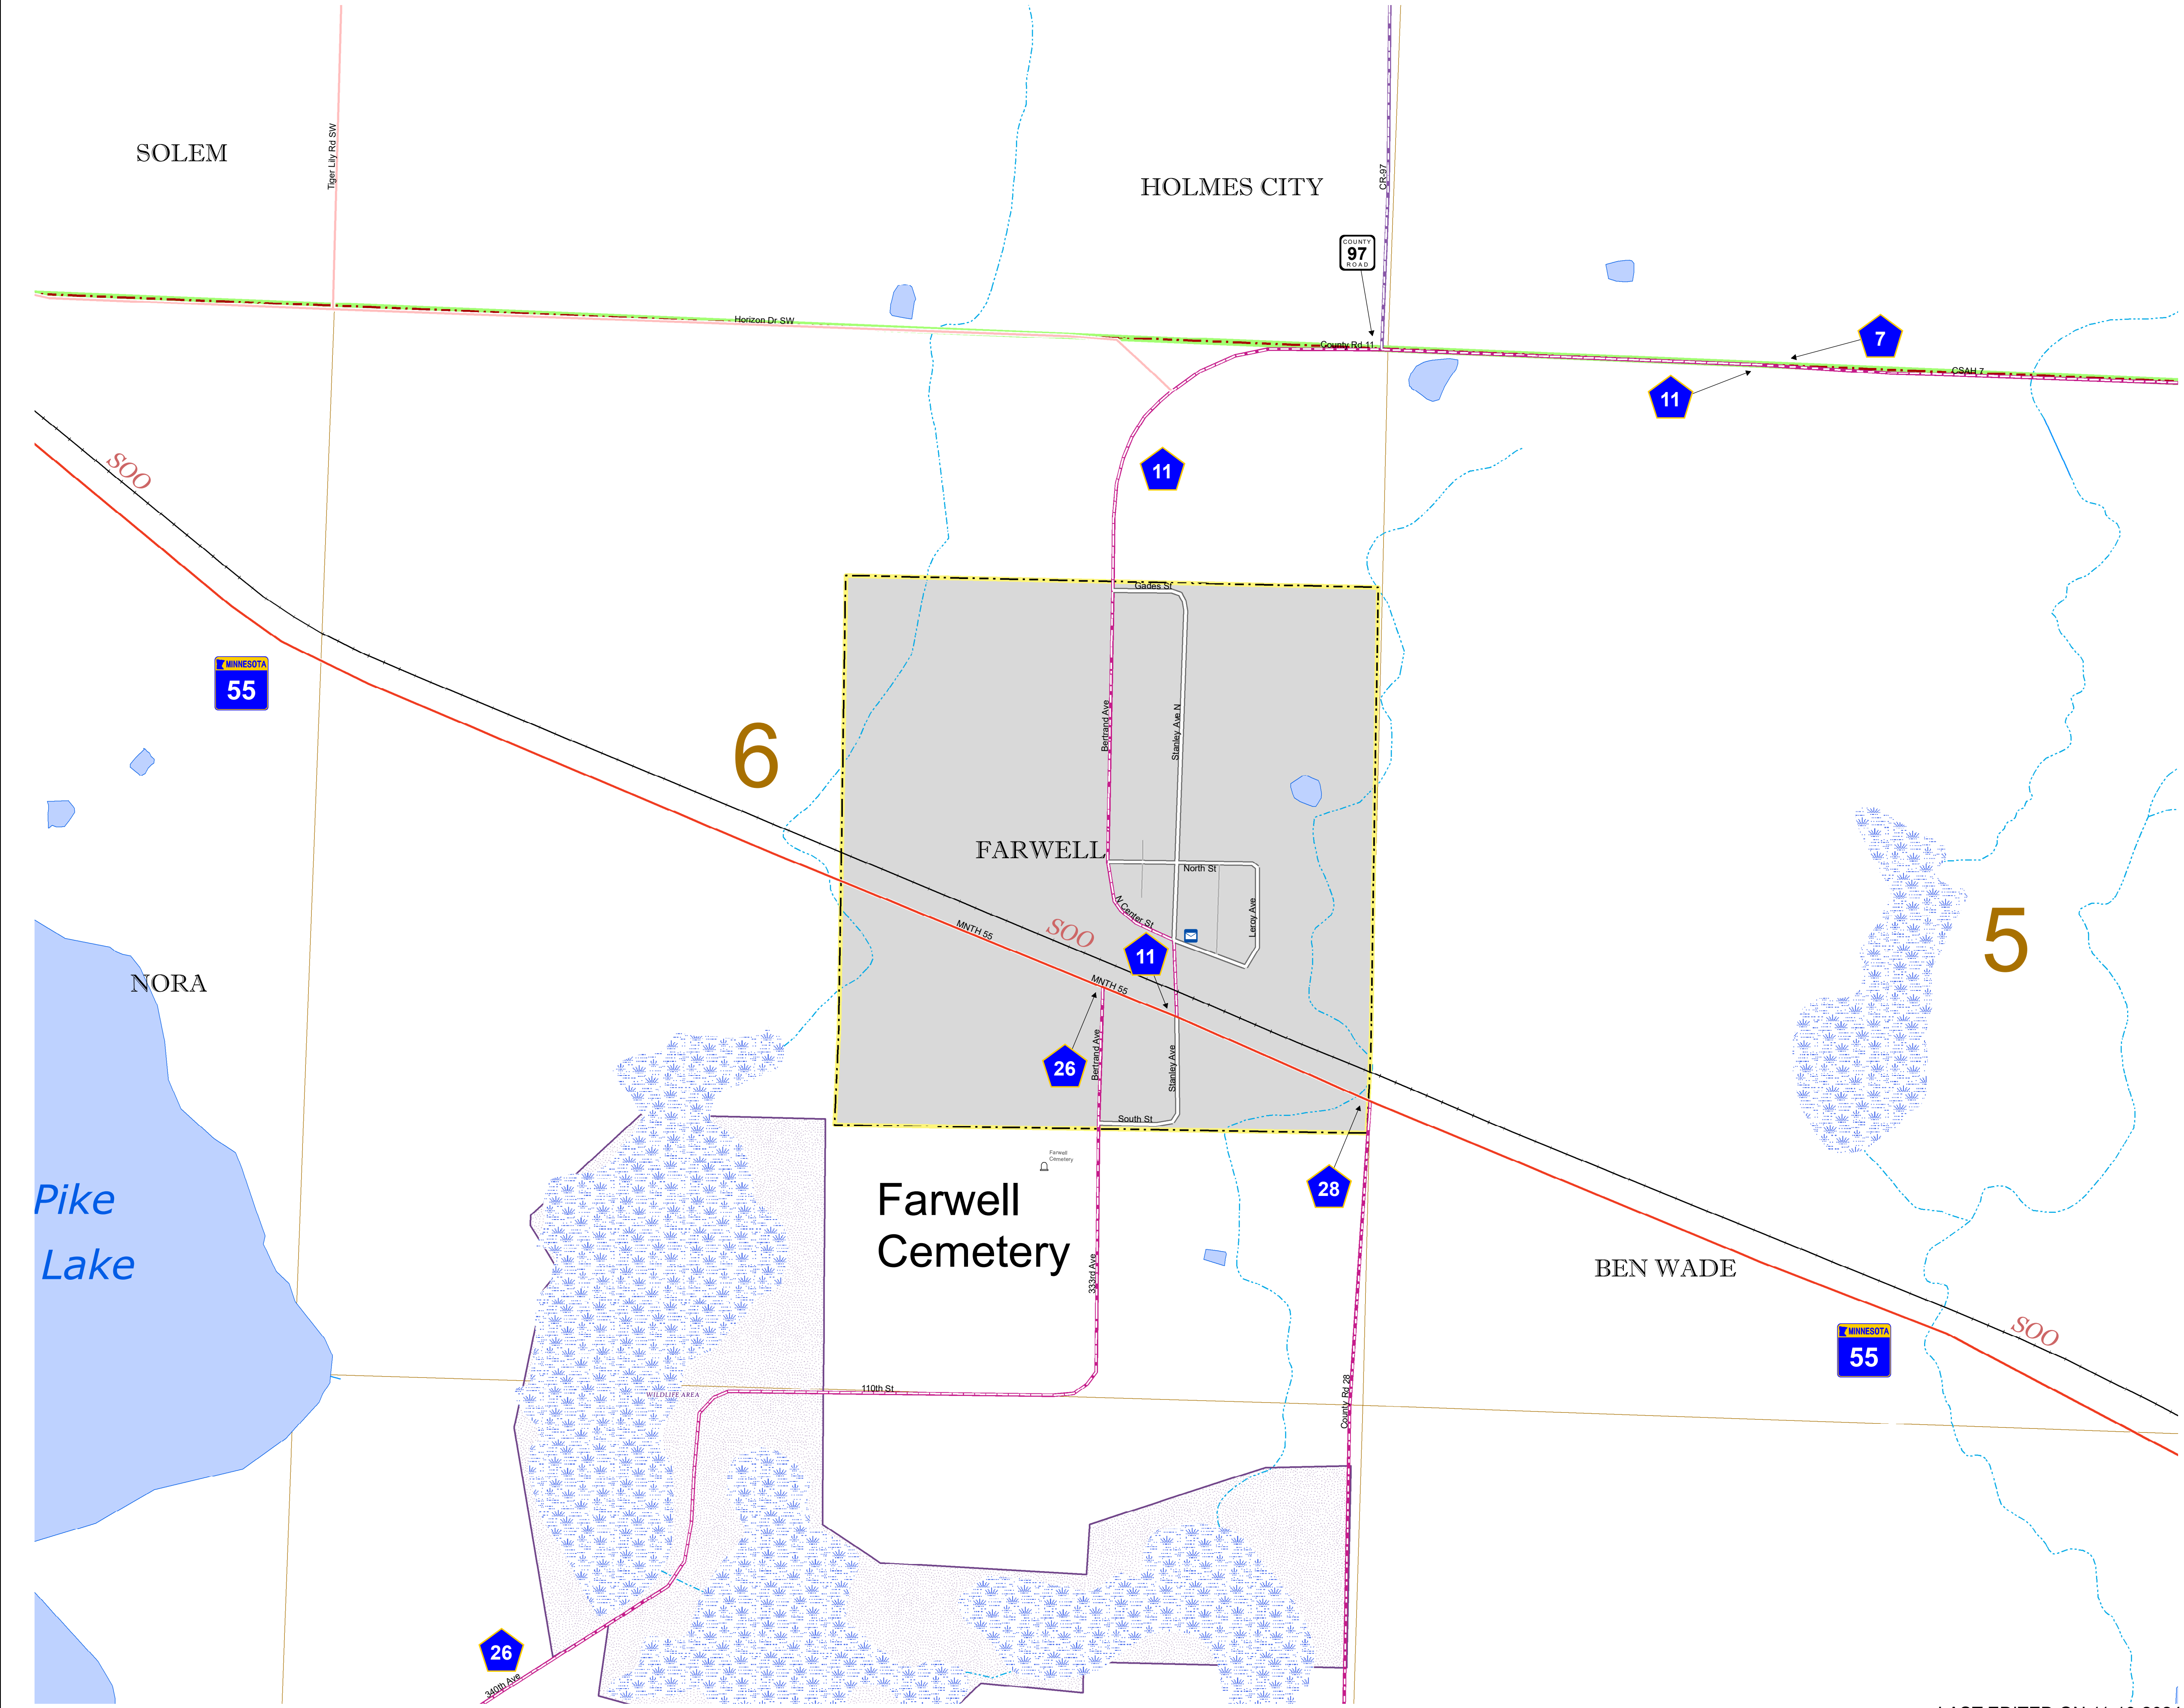 SOLEM
Tiger Lily Rd SW
HOLMES CITY
CR-97
COUNTY
97
ROAD
Horizon Dr SW
County Rd 11
7
CSAH 7
11
11
SOO
MINNESOTA
55
Gades St
Bertrand Ave
Stanley Ave N
6
FARWELL
North St
N Center St
Leroy Ave
MNTH 55
SOO
11
MNTH 55
5
NORA
26
Bertrand Ave
Stanley Ave
South St
Farwell
Cemetery
28
Farwell
Cemetery
Pike
Lake
333rd Ave
BEN WADE
SOO
MINNESOTA
55
WILDLIFE AREA
110th St
County Rd 28
26
340th Ave